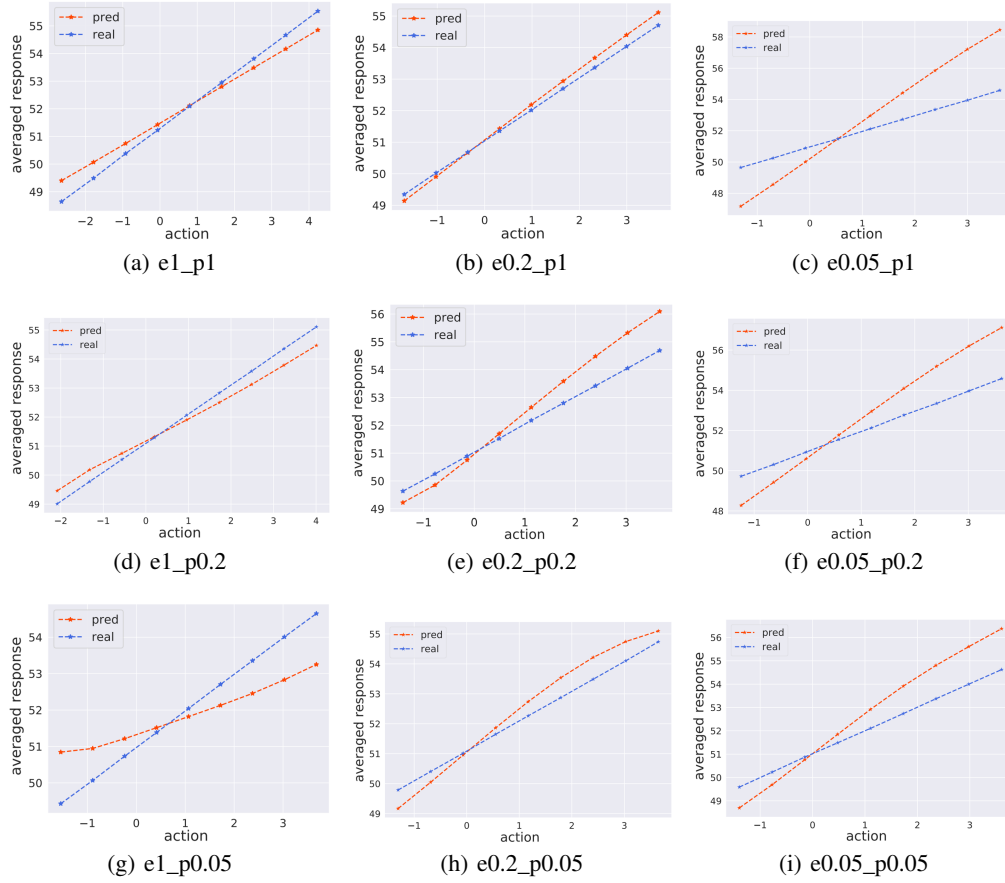 pred
real
averaged response
55
54
53
52
51
50
49
−2
−1
0
1
2
3
4
action
(a) e1_p1
pred
real
averaged response
55
54
53
52
51
50
49
−1
0
1
2
3
action
(b) e0.2_p1
pred
real
averaged response
58
56
54
52
50
48
−1
0
1
2
3
action
(c) e0.05_p1
pred
real
averaged response
55
54
53
52
51
50
49
−2
−1
0
1
2
3
4
action
(d) e1_p0.2
pred
real
averaged response
56
55
54
53
52
51
50
49
−1
0
1
2
3
action
(e) e0.2_p0.2
pred
real
averaged response
56
54
52
50
48
−1
0
1
2
3
action
(f) e0.05_p0.2
pred
real
averaged response
54
53
52
51
50
−1
0
1
2
3
action
(g) e1_p0.05
pred
real
averaged response
55
54
53
52
51
50
49
−1
0
1
2
3
action
(h) e0.2_p0.05
pred
real
averaged response
56
55
54
53
52
51
50
49
−1
0
1
2
3
action
(i) e0.05_p0.05